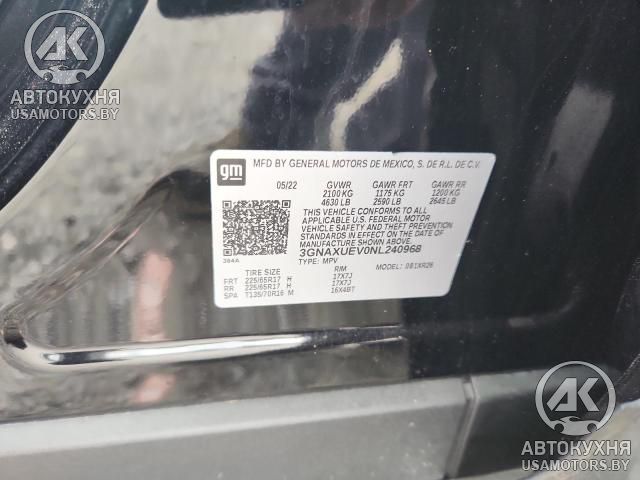 AK
АВТОКУХНЯ
USAMOTORS.BY
gm
MFD BY GENERAL MOTORS DE MEXICO, S. DE R.L. DE C.V.
05/22 GVWR GAWR FRT GAWR RR
2100 KG 1175 KG 1200 KG
4630 LB 2590 LB 2645 LB
THIS VEHICLE CONFORMS TO ALL
APPLICABLE U.S. FEDERAL MOTOR
VEHICLE SAFETY, BUMPER, AND
THEFT PREVENTION STANDARDS
IN EFFECT ON THE DATE
OF MANUFACTURE SHOWN ABOVE.
3GNAXUEV0NL240968
384A
TYPE: MPV MODEL: 0B1XR26
TIRE SIZE RIM
FRT 225/65R17 H 17X7J
RR 225/65R17 H 17X7J
SPA T135/70R16 M 16X4BT
AK
АВТОКУХНЯ
USAMOTORS.BY